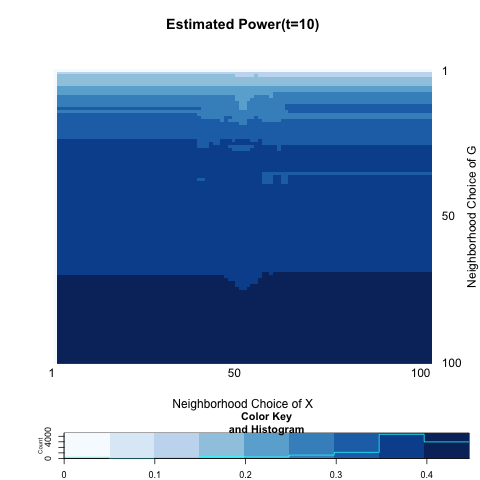 Estimated Power(t=10)
1
Neighborhood Choice of G
50
100
1 50 100
Neighborhood Choice of X
Color Key
and Histogram
Count
0 4000
0 0.1 0.2 0.3 0.4